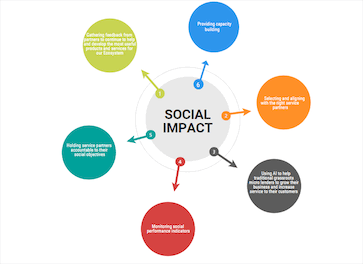 Providing capacity
building
Gathering feedback from
partners to continue to help
and develop the most useful
products and services for
our Ecosystem
6
1
Selecting and aligning
with the right service
partners
2
SOCIAL
IMPACT
5
Holding service partners
accountable to their
social objectives
3
4
Using AI to help
traditional grassroots
micro lenders to grow their
business and increase
service to their customers
Monitoring social
performance indicators